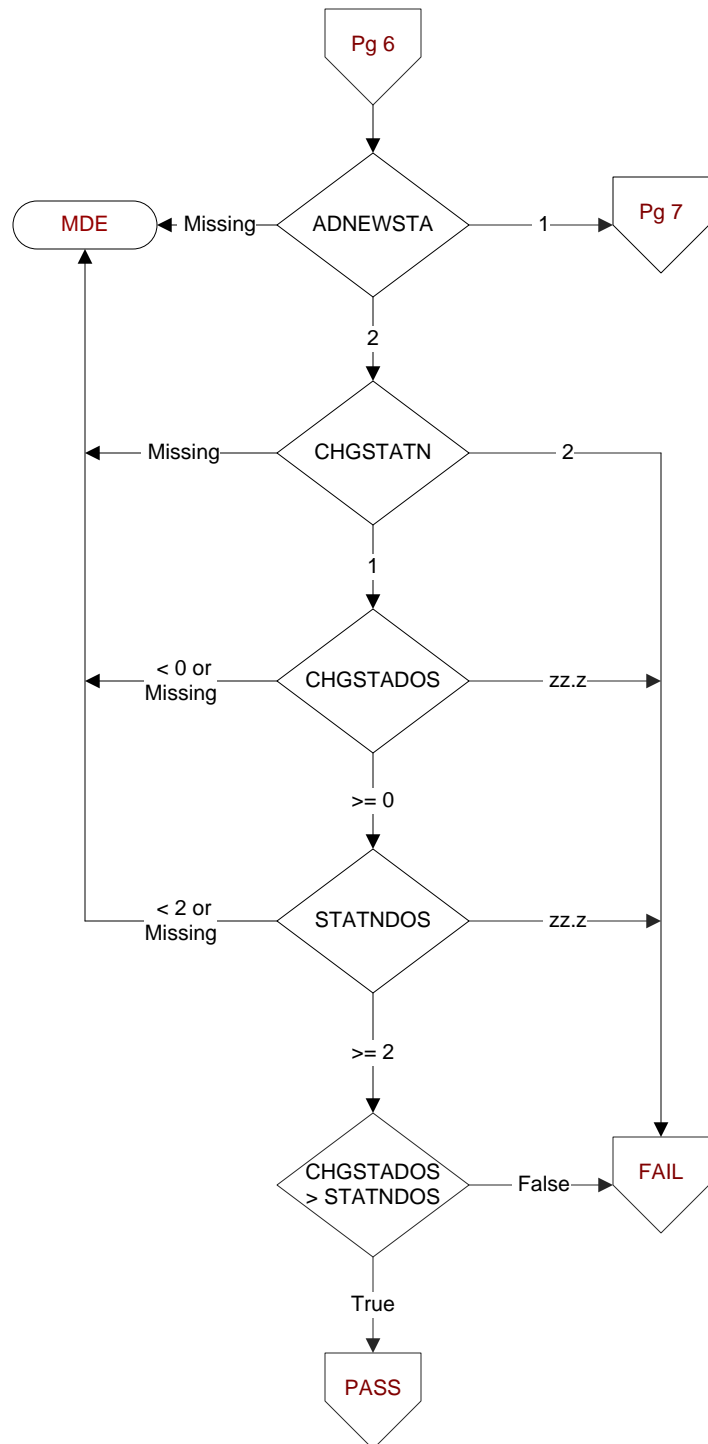 Pg 6
MDE
Missing
ADNEWSTA
1
Pg 7
2
Missing
CHGSTATN
2
1
< 0 or
Missing
CHGSTADOS
zz.z
>= 0
< 2 or
Missing
STATNDOS
zz.z
>= 2
CHGSTADOS
> STATNDOS
False
FAIL
True
PASS